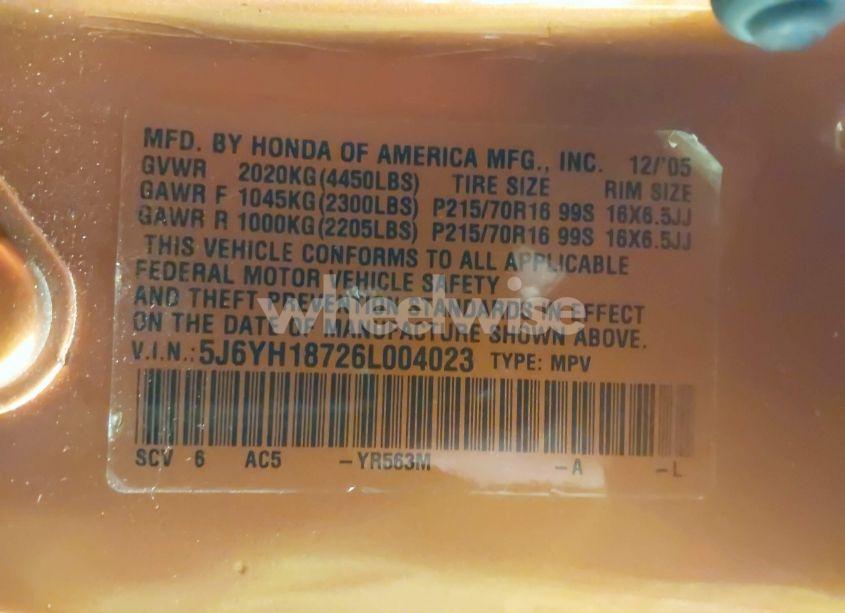 MFD. BY HONDA OF AMERICA MFG., INC. 12/'05
GVWR 2020KG(4450LBS) TIRE SIZE RIM SIZE
GAWR F 1045KG(2300LBS) P215/70R16 99S 16X6.5JJ
GAWR R 1000KG(2205LBS) P215/70R16 99S 16X6.5JJ
THIS VEHICLE CONFORMS TO ALL APPLICABLE
FEDERAL MOTOR VEHICLE SAFETY
AND THEFT PREVENTION STANDARDS IN EFFECT
ON THE DATE OF MANUFACTURE SHOWN ABOVE.
V.I.N.: 5J6YH18726L004023 TYPE: MPV
SCV 6 AC5 -YR563M -A -L
wheelwise